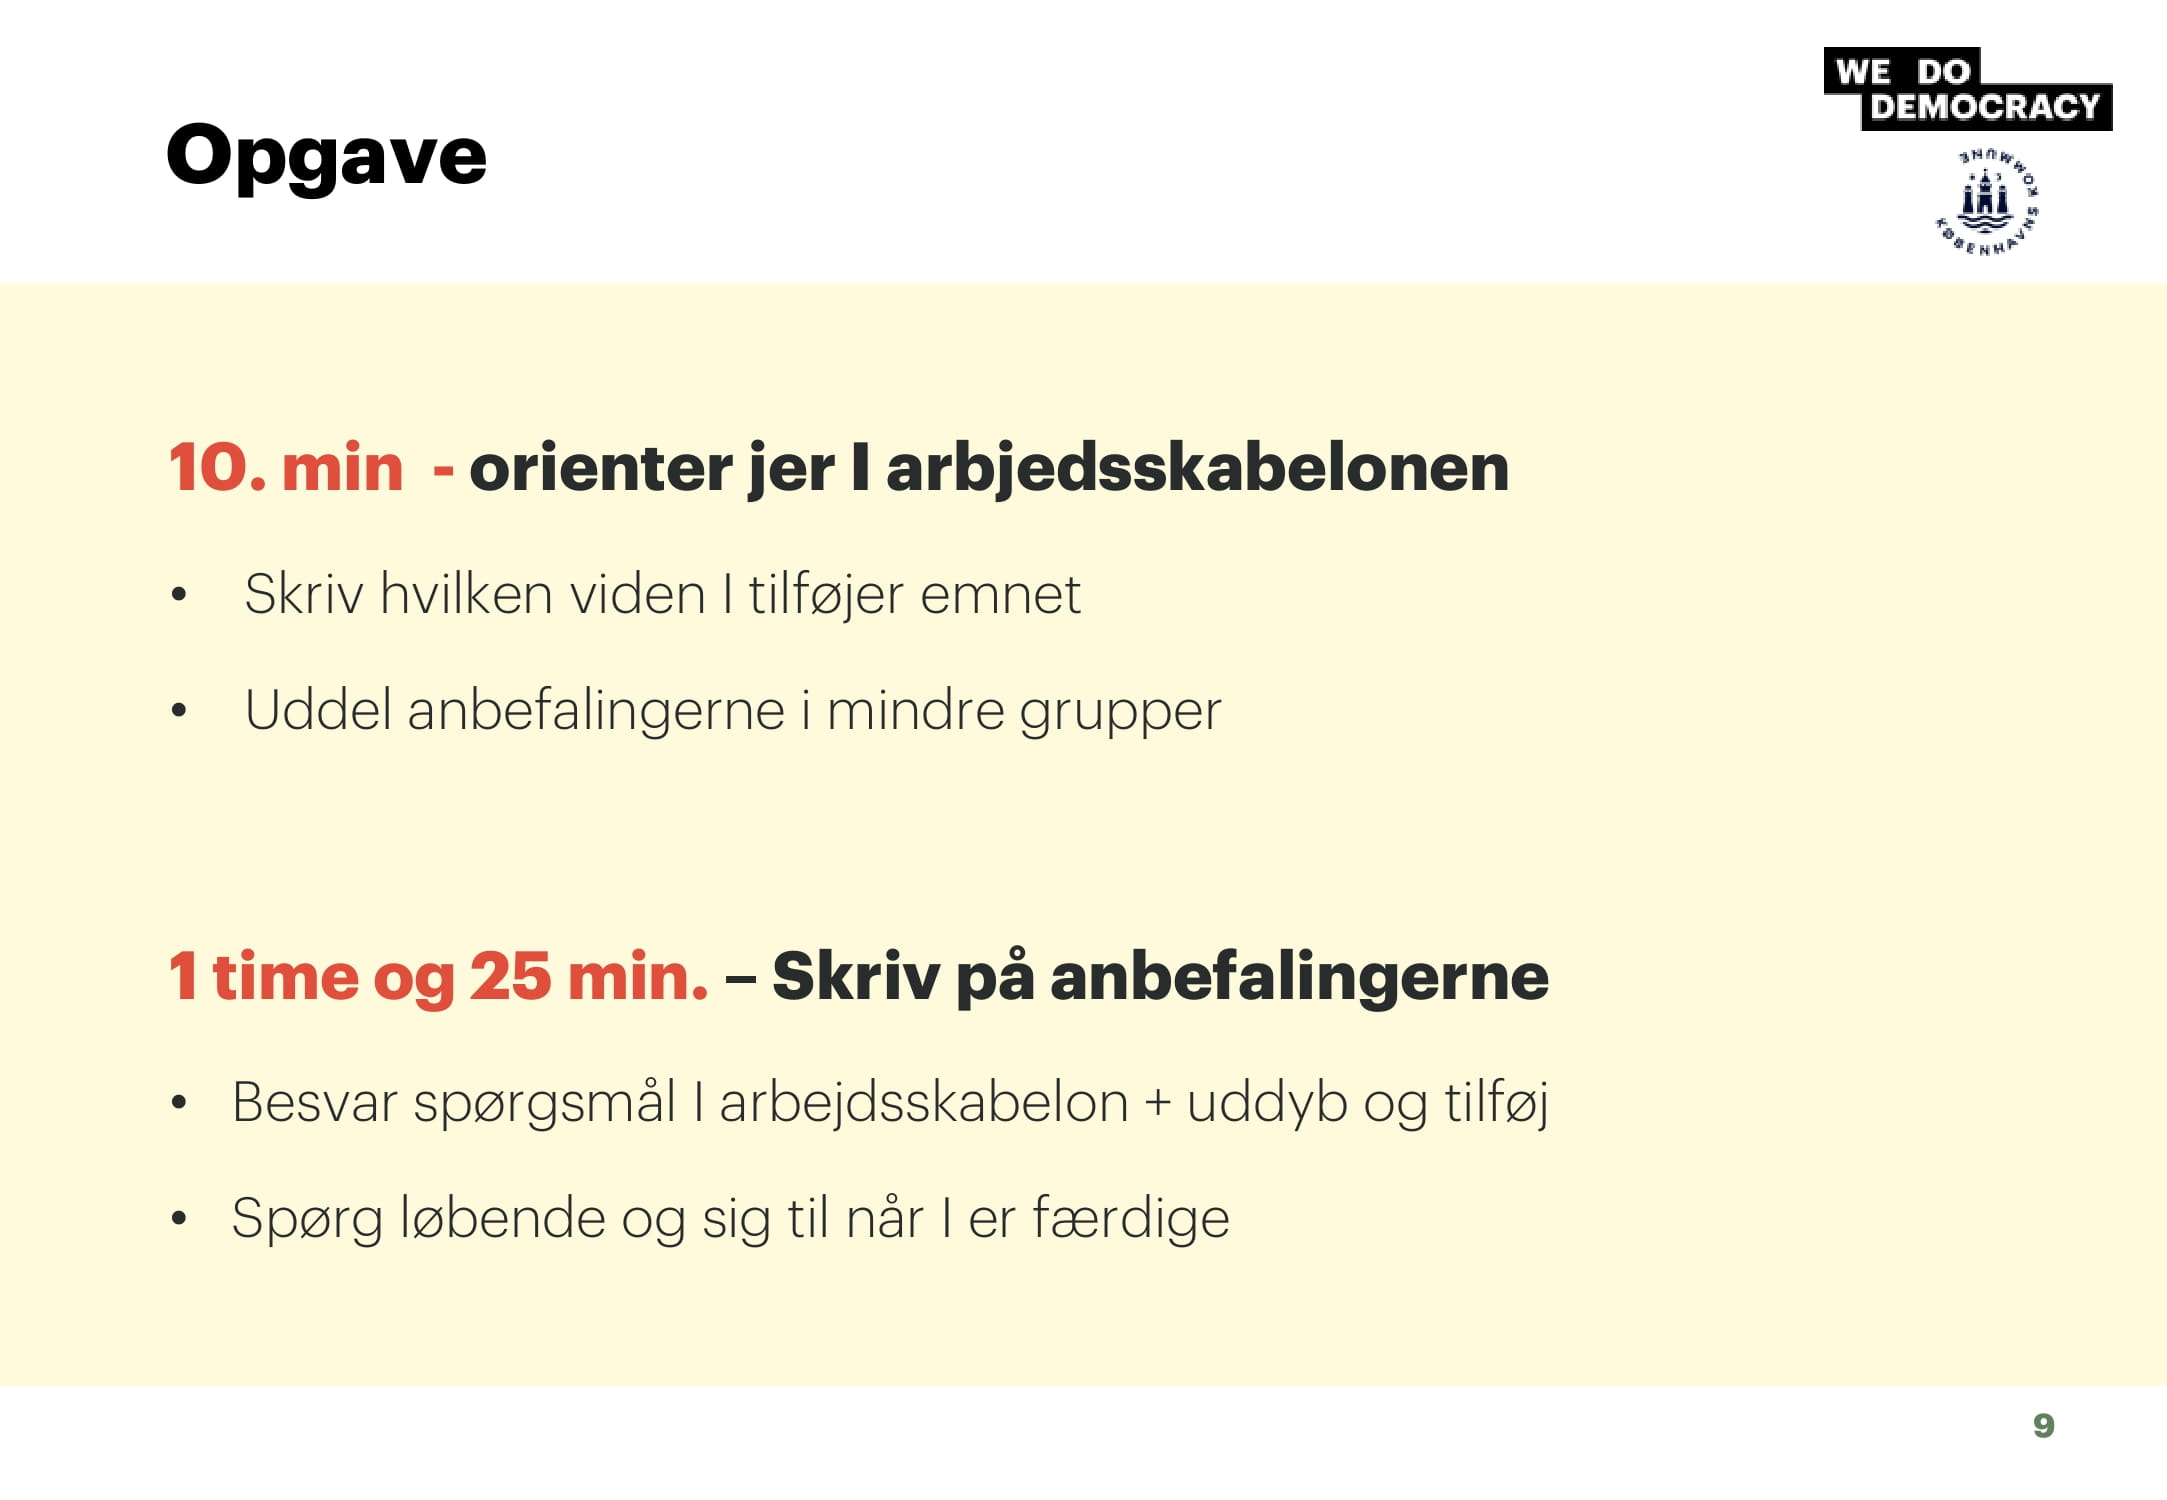 WE DO
DEMOCRACY
KØBENHAVNS KOMMUNE
Opgave
10. min  - orienter jer I arbjedsskabelonen
• Skriv hvilken viden I tilføjer emnet
• Uddel anbefalingerne i mindre grupper
1 time og 25 min. – Skriv på anbefalingerne
• Besvar spørgsmål I arbejdsskabelon + uddyb og tilføj
• Spørg løbende og sig til når I er færdige
9